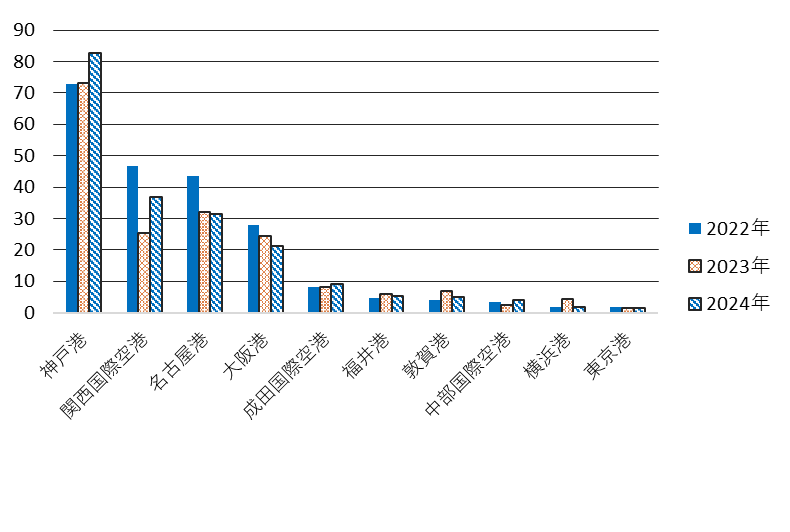 90
80
70
60
50
40
30
20
10
0
2022年
2023年
2024年
神戸港
関西国際空港
名古屋港
大阪港
成田国際空港
福井港
敦賀港
中部国際空港
横浜港
東京港